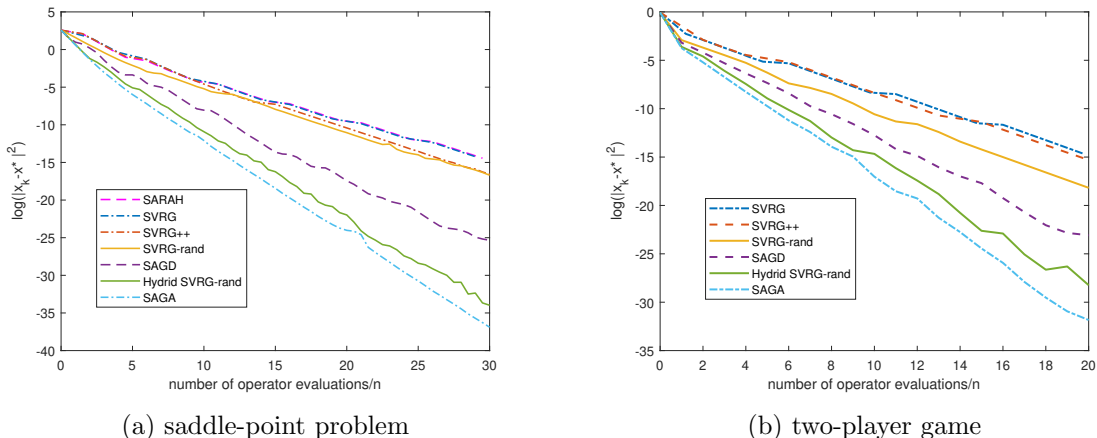 5
0
-5
-10
-15
-20
-25
-30
-35
-40
log(|x_k-x* |^2)
SARAH
SVRG
SVRG++
SVRG-rand
SAGD
Hydrid SVRG-rand
SAGA
0 5 10 15 20 25 30
number of operator evaluations/n
(a) saddle-point problem
0
-5
-10
-15
-20
-25
-30
-35
log(|x_k-x* |^2)
SVRG
SVRG++
SVRG-rand
SAGD
Hydrid SVRG-rand
SAGA
0 2 4 6 8 10 12 14 16 18 20
number of operator evaluations/n
(b) two-player game